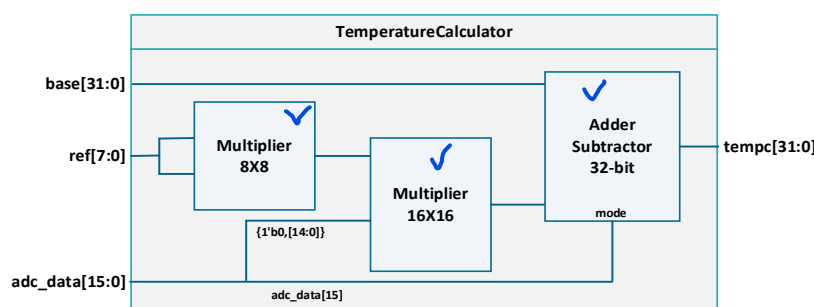 TemperatureCalculator
base[31:0]
Adder
Subtractor
32-bit
Multiplier
8X8
ref[7:0]
tempc[31:0]
Multiplier
16X16
mode
{1'b0,[14:0]}
adc_data[15:0]
adc_data[15]